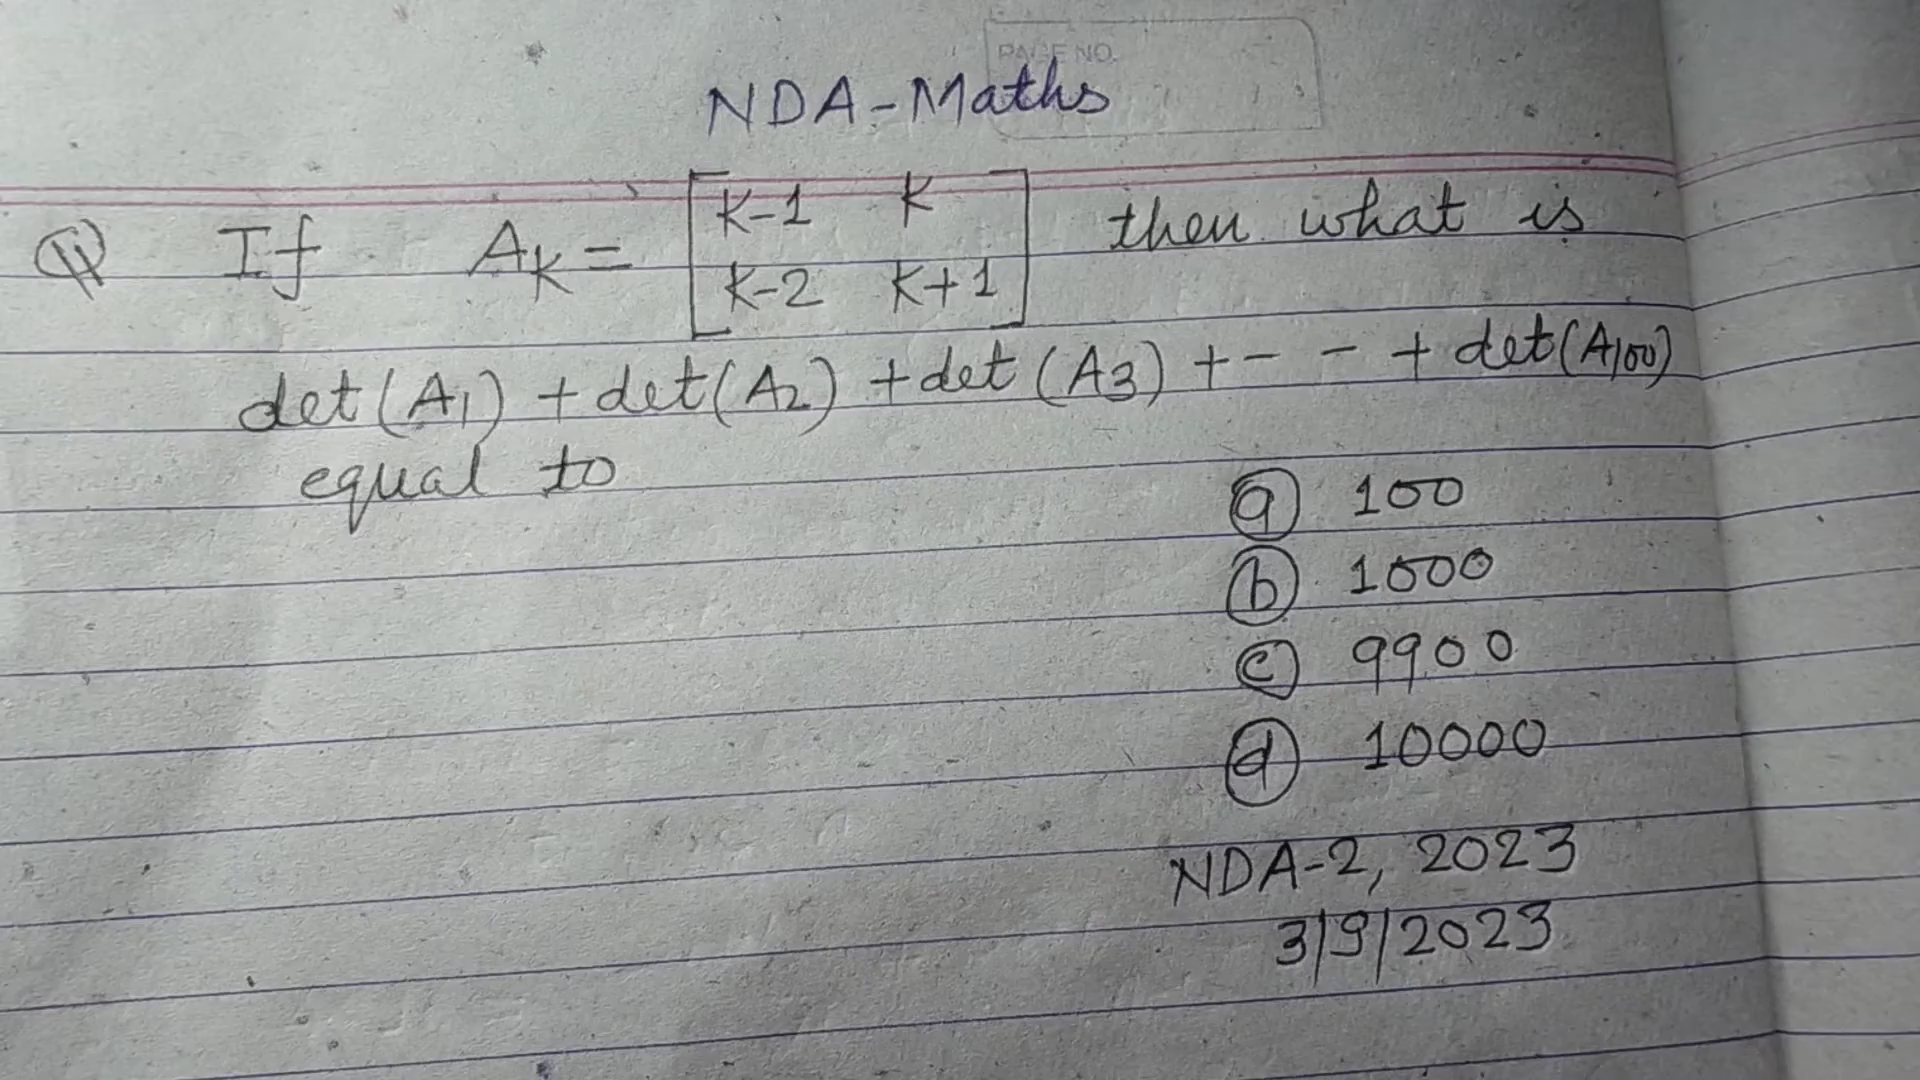 PAGE NO.
NDA-Maths
Q If A_K = [K-1 K; K-2 K+1] then what is
det(A1) + det(A2) + det(A3) + - - - + det(A100)
equal to
(a) 100
(b) 1000
(c) 9900
(d) 10000
NDA-2, 2023
3/9/2023